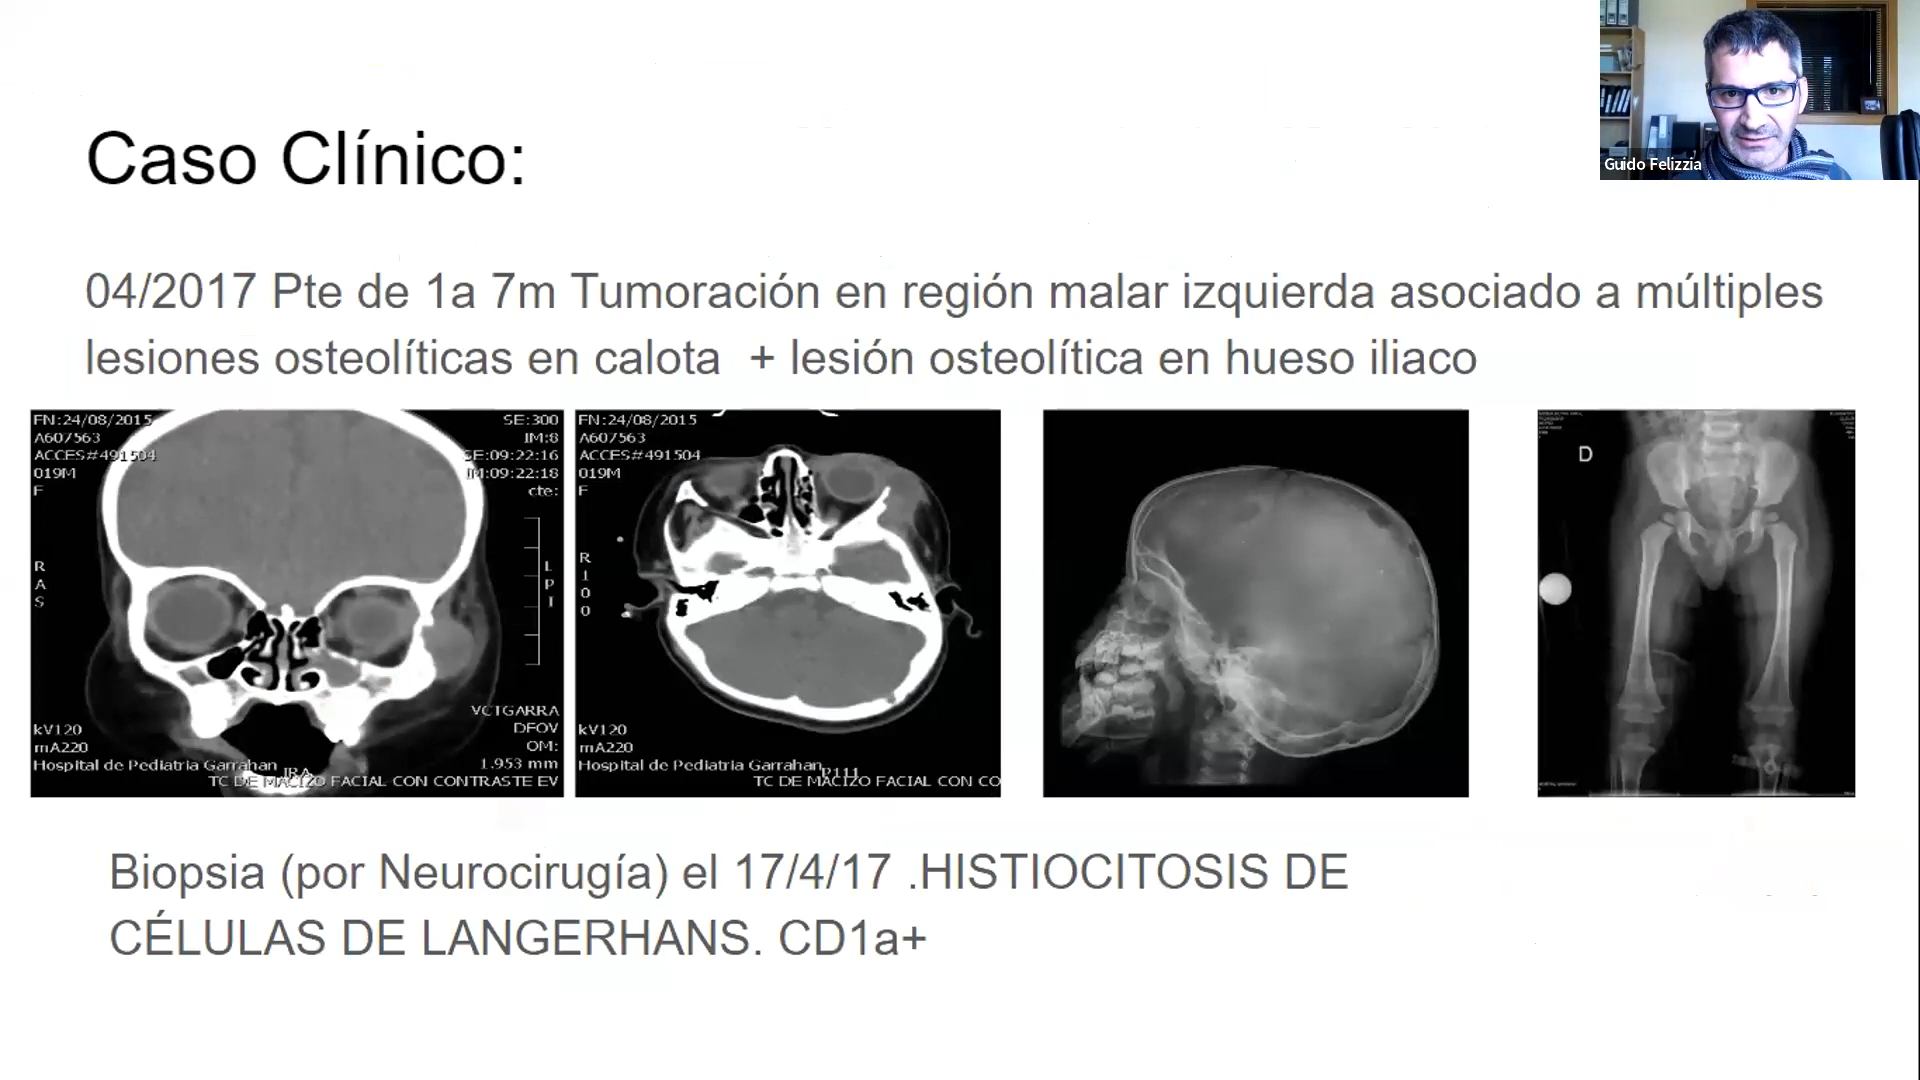 Guido Felizzia
Caso Clínico:
04/2017 Pte de 1a 7m Tumoración en región malar izquierda asociado a múltiples
lesiones osteolíticas en calota + lesión osteolítica en hueso iliaco
FN:24/08/2015
A607563
ACCES#491504
019M
F
SE:300
IM:8
SE:09:22:16
IM:09:22:18
cte:
R
A
S
L
P
I
VCTGARRA
DFOV
OM:
1.953 mm
kV120
mA220
Hospital de Pediatria Garrahan
IRA
TC DE MACIZO FACIAL CON CONTRASTE EV
FN:24/08/2015
A607563
ACCES#491504
019M
F
R
1
0
0
kV120
mA220
Hospital de Pediatria Garrahan
P111
TC DE MACIZO FACIAL CON CO
D
Biopsia (por Neurocirugía) el 17/4/17 .HISTIOCITOSIS DE
CÉLULAS DE LANGERHANS. CD1a+